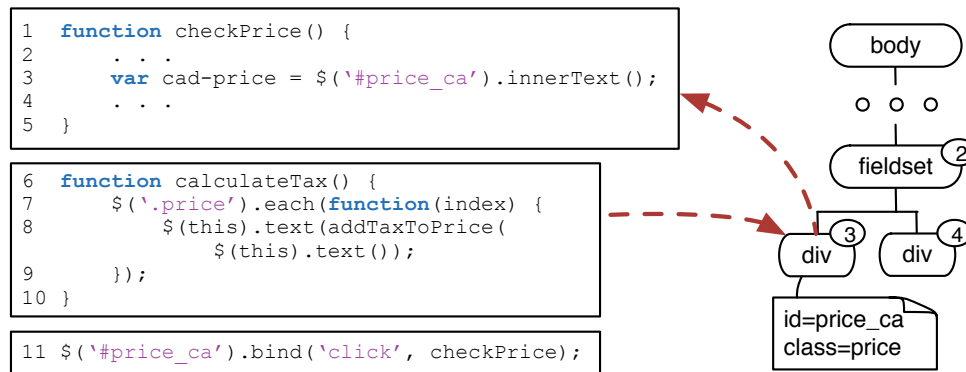 1 function checkPrice() {
2 . . .
3 var cad-price = $(‘#price_ca’).innerText();
4 . . .
5 }
6 function calculateTax() {
7 $(‘.price’).each(function(index) {
8 $(this).text(addTaxToPrice(
$(this).text());
9 });
10 }
11 $(‘#price_ca’).bind(‘click’, checkPrice);
body
fieldset 2
div 3
div 4
id=price_ca
class=price